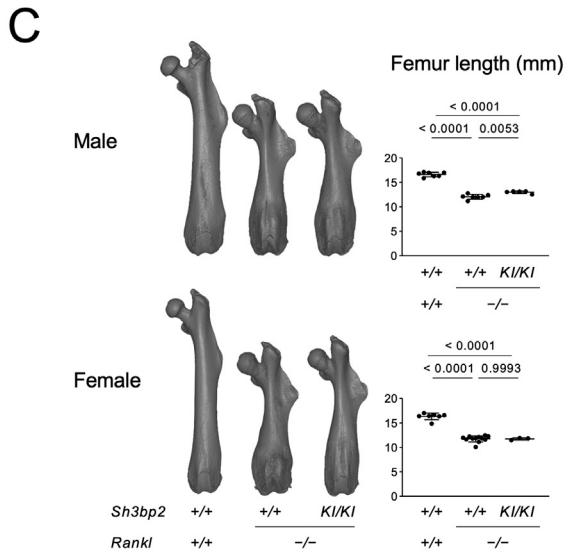 C
Femur length (mm)
Male
< 0.0001
< 0.0001 0.0053
20
15
10
5
0
+/+ +/+ KI/KI
+/+ −/−
Female
< 0.0001
< 0.0001 0.9993
20
15
10
5
0
Sh3bp2 +/+ +/+ KI/KI +/+ +/+ KI/KI
Rankl +/+ −/− +/+ −/−